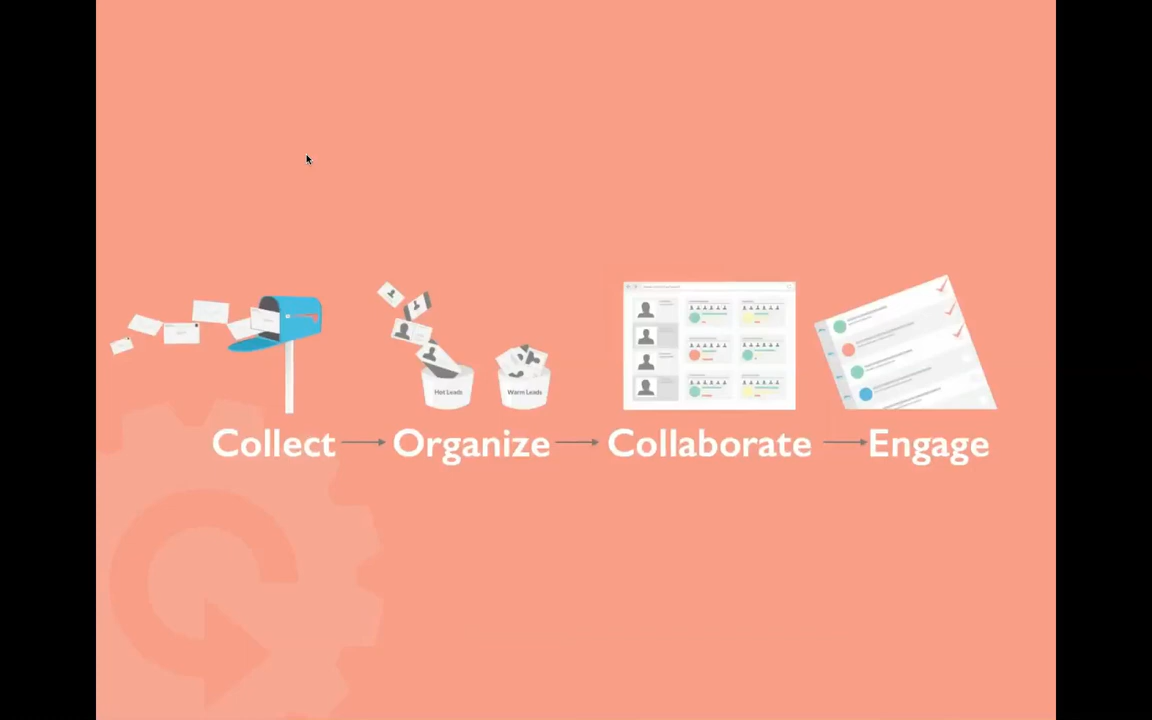 Hot Leads
Warm Leads
Collect
Organize
Collaborate
Engage